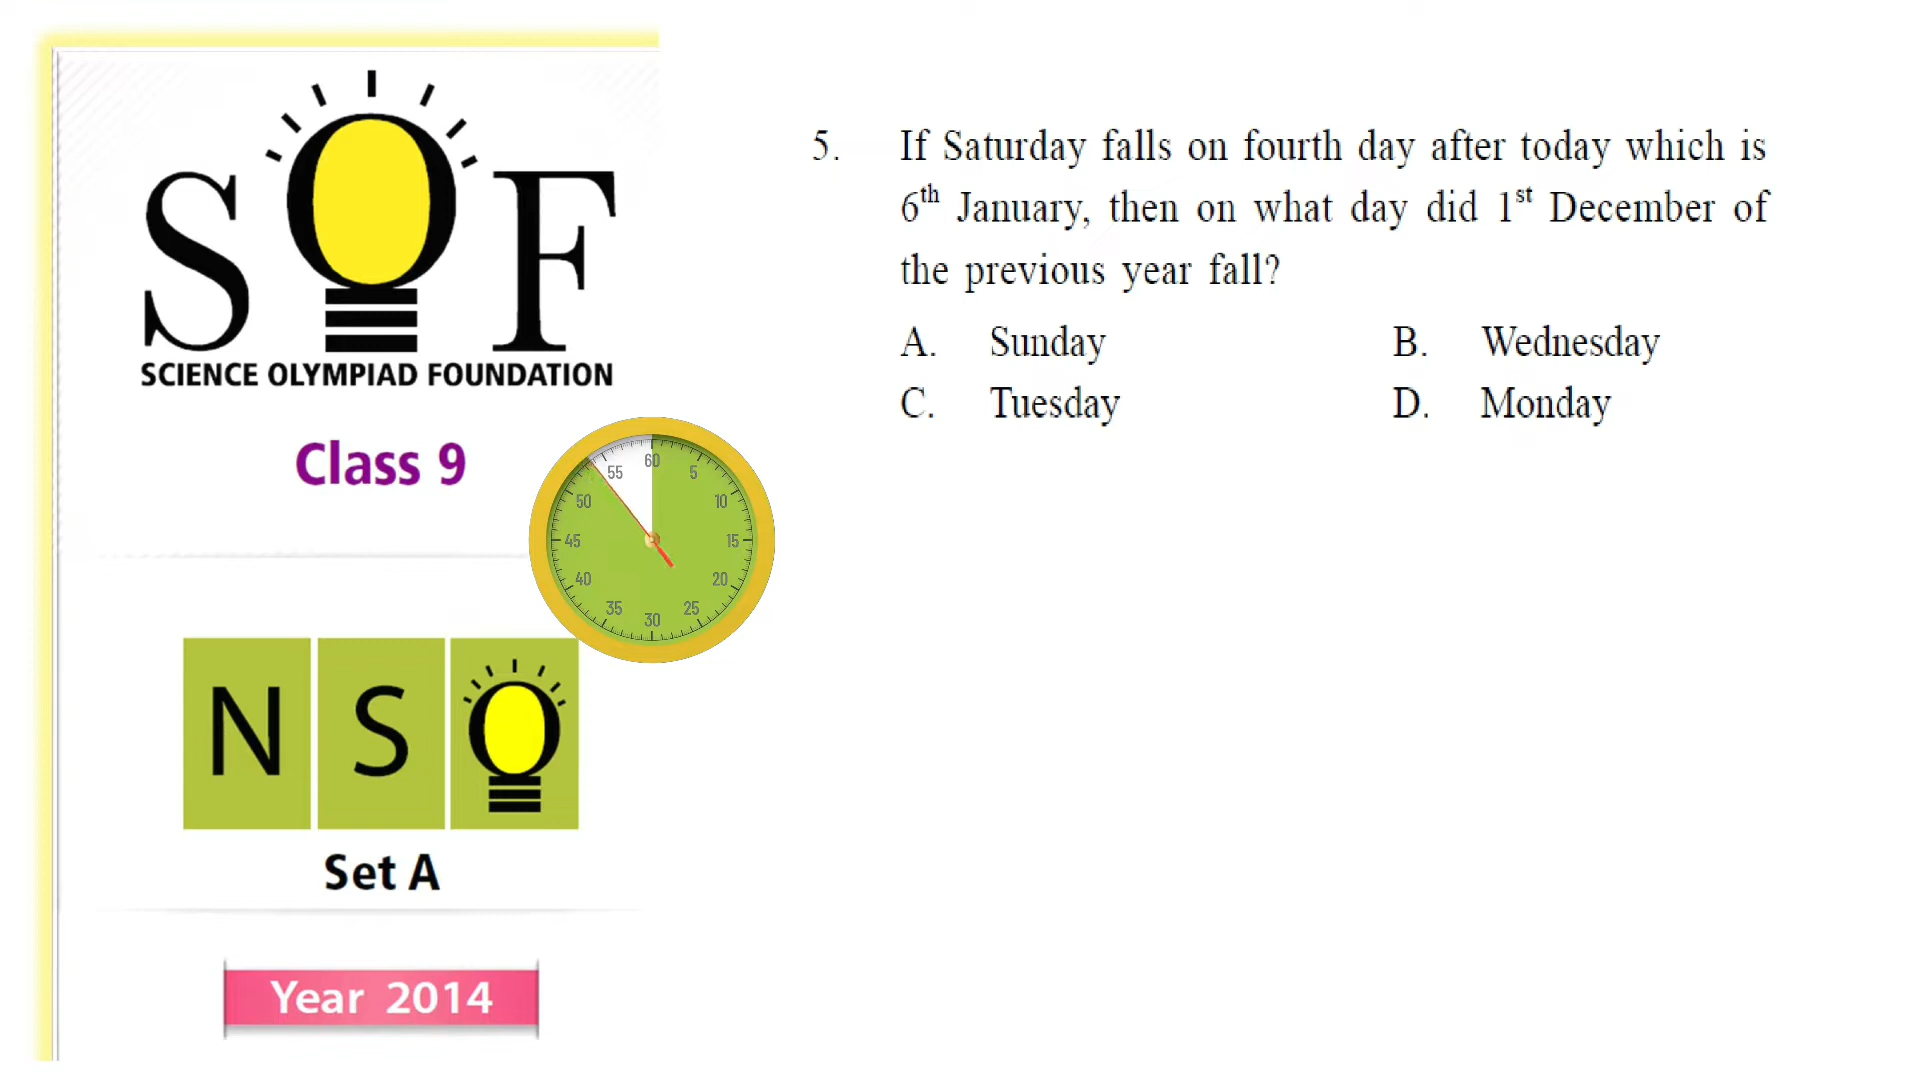 SOF
SCIENCE OLYMPIAD FOUNDATION
Class 9
NSO
Set A
Year 2014
60
5
10
15
20
25
30
35
40
45
50
55
5. If Saturday falls on fourth day after today which is
6th January, then on what day did 1st December of
the previous year fall?
A. Sunday B. Wednesday
C. Tuesday D. Monday